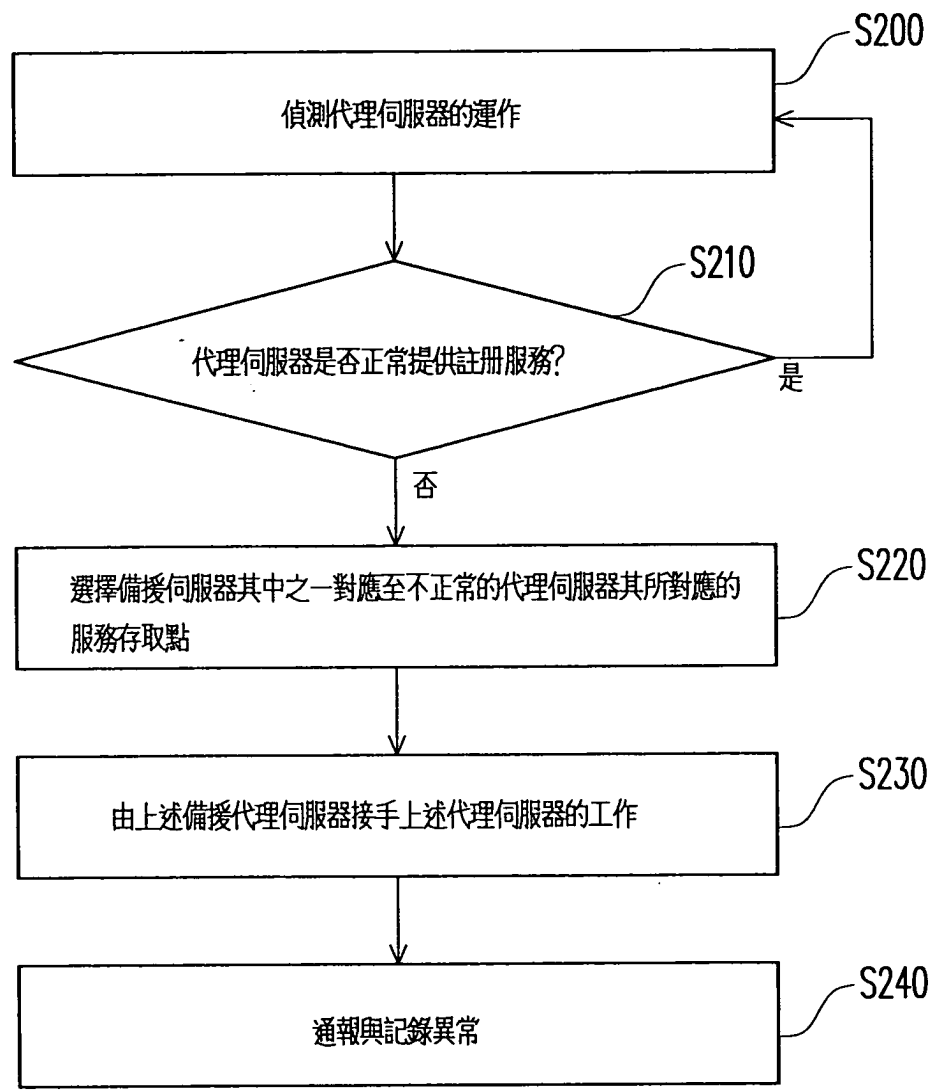 S200
偵測代理伺服器的運作
S210
代理伺服器是否正常提供註册服務?
是
否
S220
選擇備援伺服器其中之一對應至不正常的代理伺服器其所對應的
服務存取點
S230
由上述備援代理伺服器接手上述代理伺服器的工作
S240
通報與記錄異常